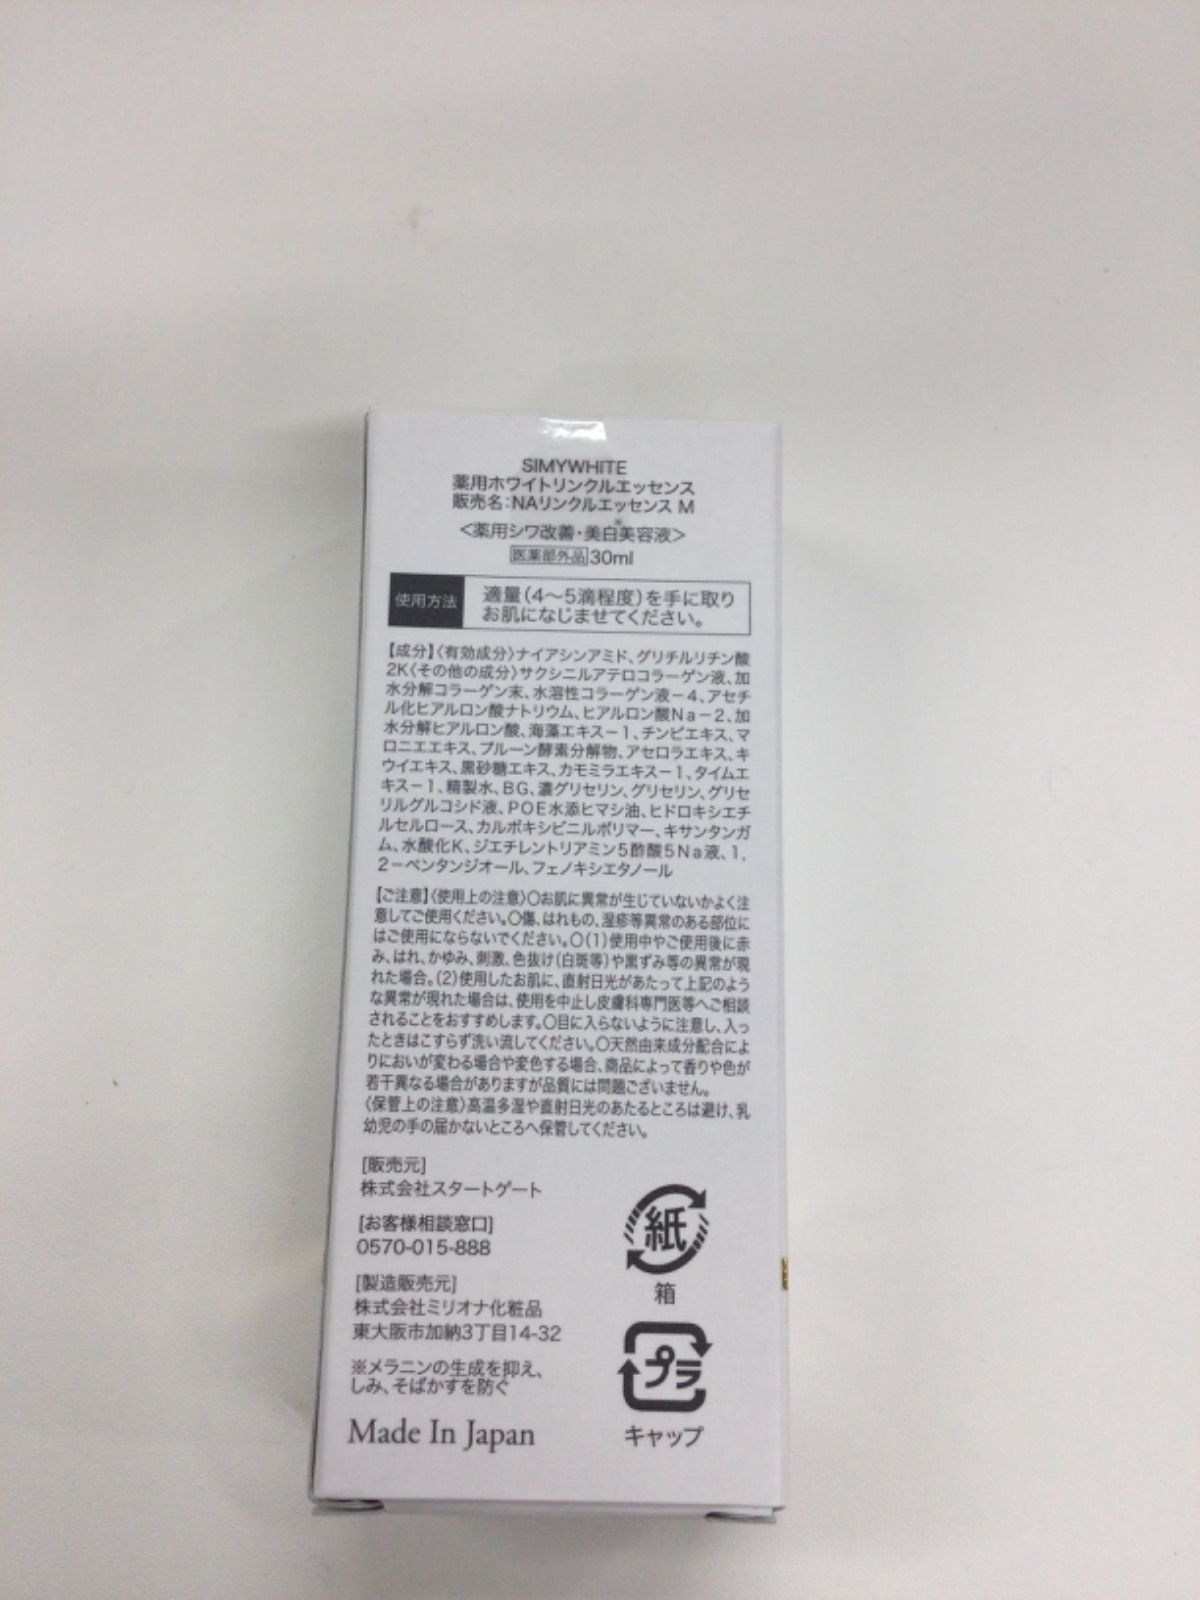 SIMYWHITE
薬用ホワイトリンクルエッセンス
販売名:NAリンクルエッセンス M
<薬用シワ改善・美白※美容液>
医薬部外品 30ml
使用方法
適量(4〜5滴程度)を手に取り
お肌になじませてください。
【成分】〈有効成分〉ナイアシンアミド、グリチルリチン酸
2K〈その他の成分〉サクシニルアテロコラーゲン液、加
水分解コラーゲン末、水溶性コラーゲン液－4、アセチ
ル化ヒアルロン酸ナトリウム、ヒアルロン酸Na－2、加
水分解ヒアルロン酸、海藻エキス－1、チンピエキス、マ
ロニエエキス、プルーン酵素分解物、アセロラエキス、キ
ウイエキス、黒砂糖エキス、カモミラエキス－1、タイムエ
キス－1、精製水、BG、濃グリセリン、グリセリン、グリセ
リルグルコシド液、POE水添ヒマシ油、ヒドロキシエチ
ルセルロース、カルボキシビニルポリマー、キサンタンガ
ム、水酸化K、ジエチレントリアミン5酢酸5Na液、1,
2－ペンタンジオール、フェノキシエタノール
【ご注意】〈使用上の注意〉〇お肌に異常が生じていないかよく注
意してご使用ください。〇傷、はれもの、湿疹等異常のある部位に
はご使用にならないでください。〇(1)使用中やご使用後に赤
み、はれ、かゆみ、刺激、色抜け(白斑等)や黒ずみ等の異常が現
れた場合。(2)使用したお肌に、直射日光があたって上記のよう
な異常が現れた場合は、使用を中止し皮膚科専門医等へご相談
されることをおすすめします。〇目に入らないように注意し、入っ
たときはこすらず洗い流してください。〇天然由来成分配合によ
りにおいが変わる場合や変色する場合、商品によって香りや色が
若干異なる場合がありますが品質には問題ございません。
〈保管上の注意〉高温多湿や直射日光のあたるところは避け、乳
幼児の手の届かないところへ保管してください。
[販売元]
株式会社スタートゲート
[お客様相談窓口]
0570-015-888
[製造販売元]
株式会社ミリオナ化粧品
東大阪市加納3丁目14-32
※メラニンの生成を抑え、
しみ、そばかすを防ぐ
Made In Japan
紙
箱
プラ
キャップ